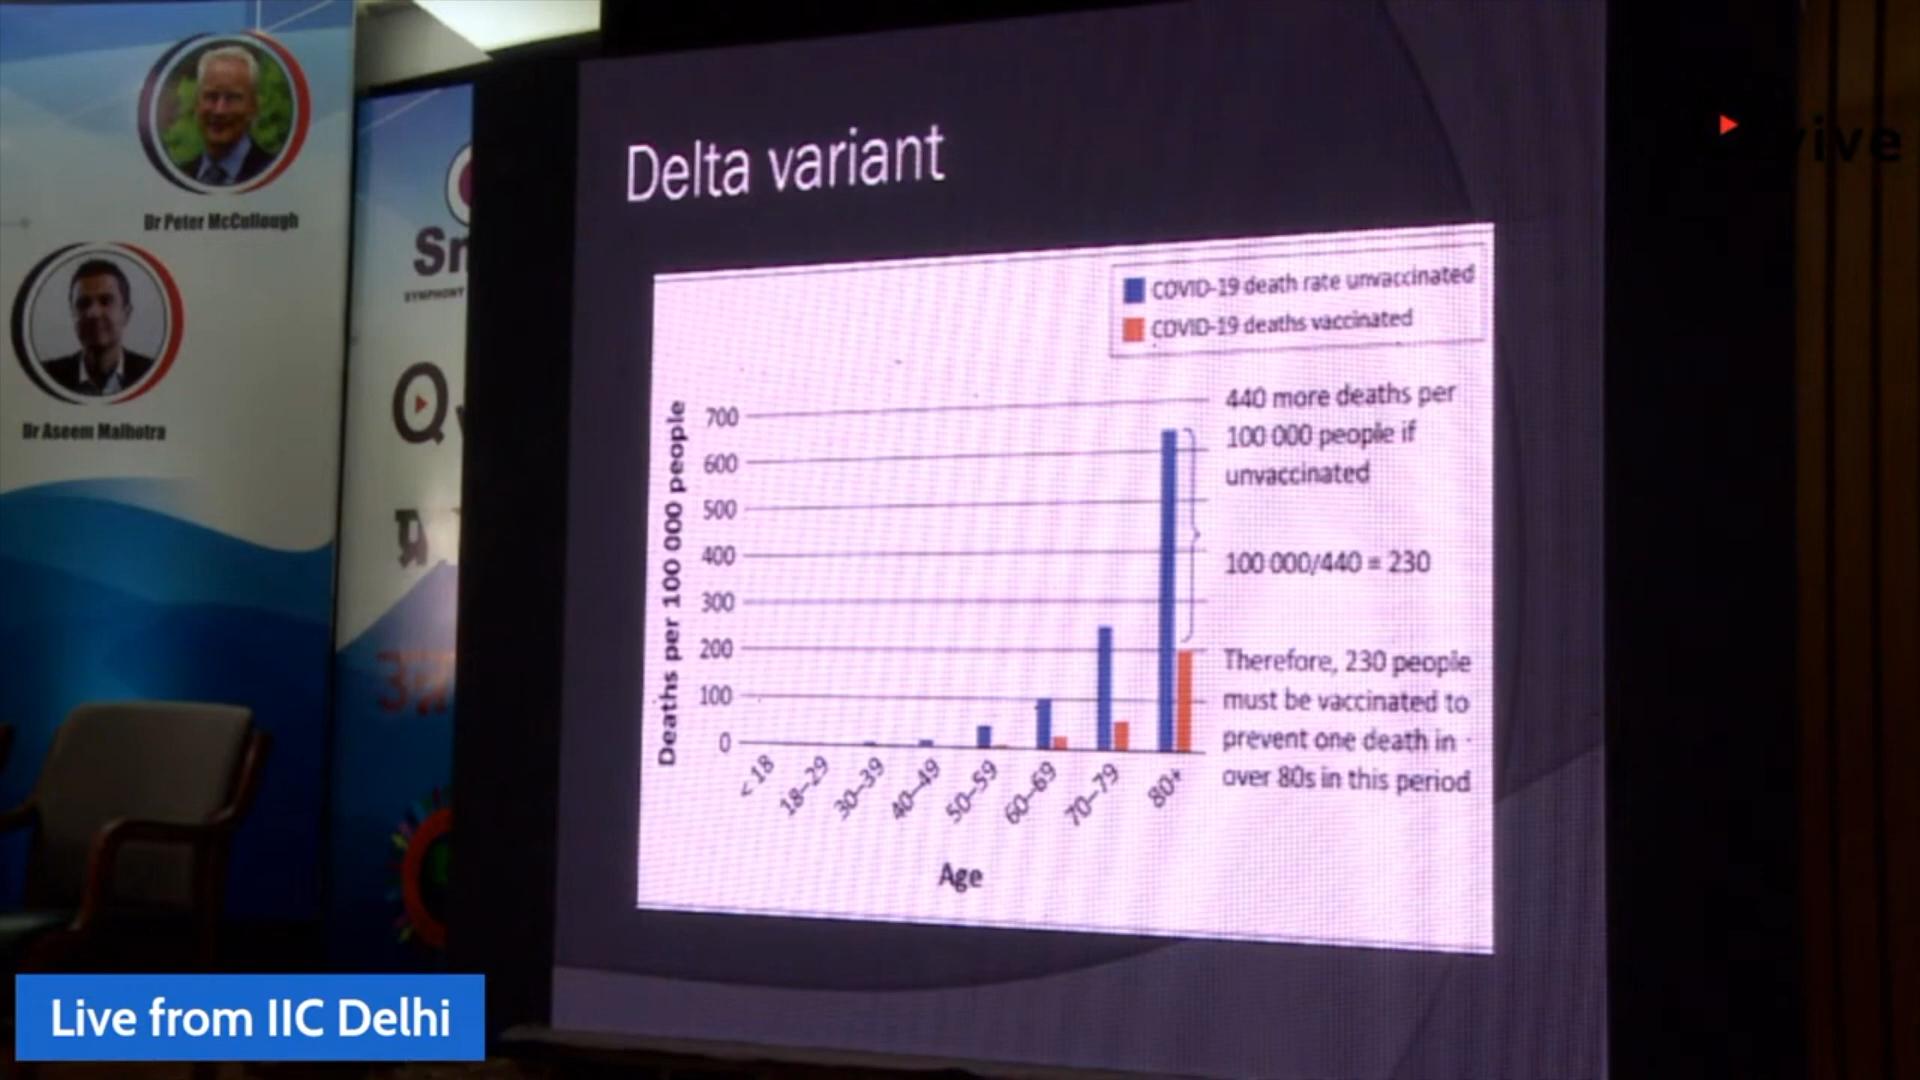 Dr Peter McCullough
Dr Aseem Malhotra
SYMPHONY
Delta variant
COVID-19 death rate unvaccinated
COVID-19 deaths vaccinated
Deaths per 100 000 people
700
600
500
400
300
200
100
0
< 18
18–29
30–39
40–49
50–59
60–69
70–79
80+
Age
440 more deaths per
100 000 people if
unvaccinated
100 000/440 = 230
Therefore, 230 people
must be vaccinated to
prevent one death in
over 80s in this period
Live from IIC Delhi